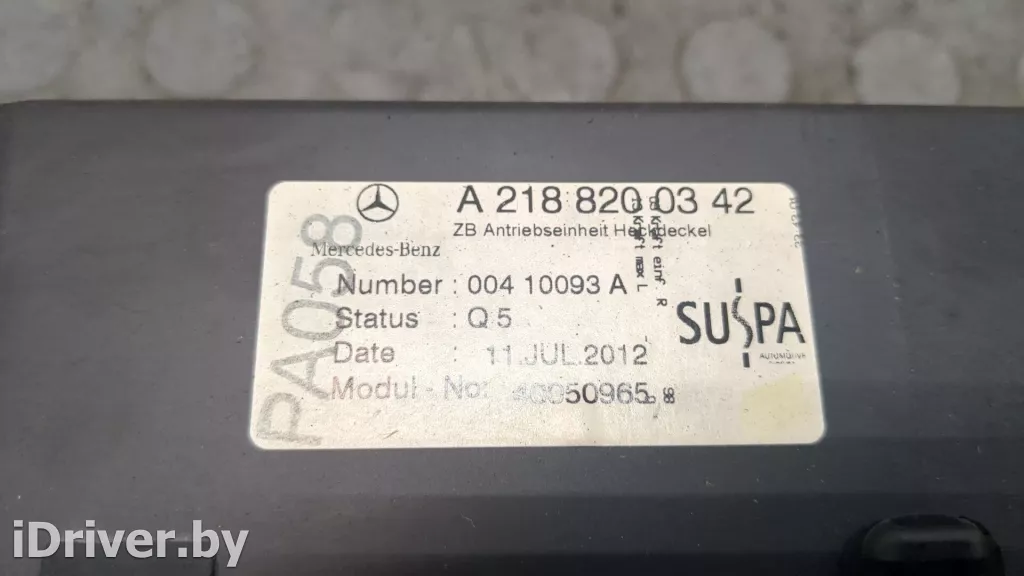 A 218 820 03 42
ZB Antriebseinheit Heckdeckel
Mercedes-Benz
Number : 004 10093 A
Status : Q 5
Date : 11.JUL.2012
Modul - No: 40050965
PA058
SUSPA
AUTOMOTIVE
iDriver.by